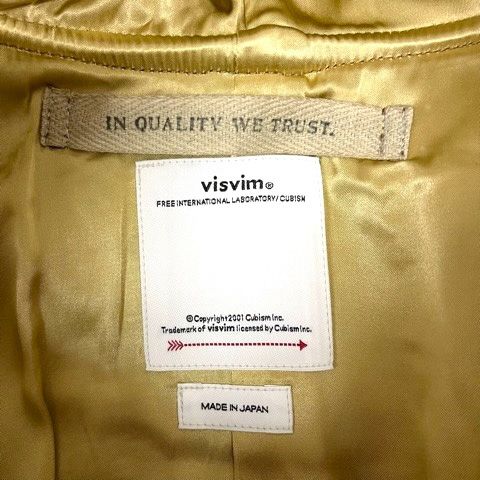 IN QUALITY WE TRUST.
visvim®
FREE INTERNATIONAL LABORATORY/CUBISM
©Copyright2001 Cubism Inc.
Trademark of visvim licensed by Cubism Inc.
MADE IN JAPAN